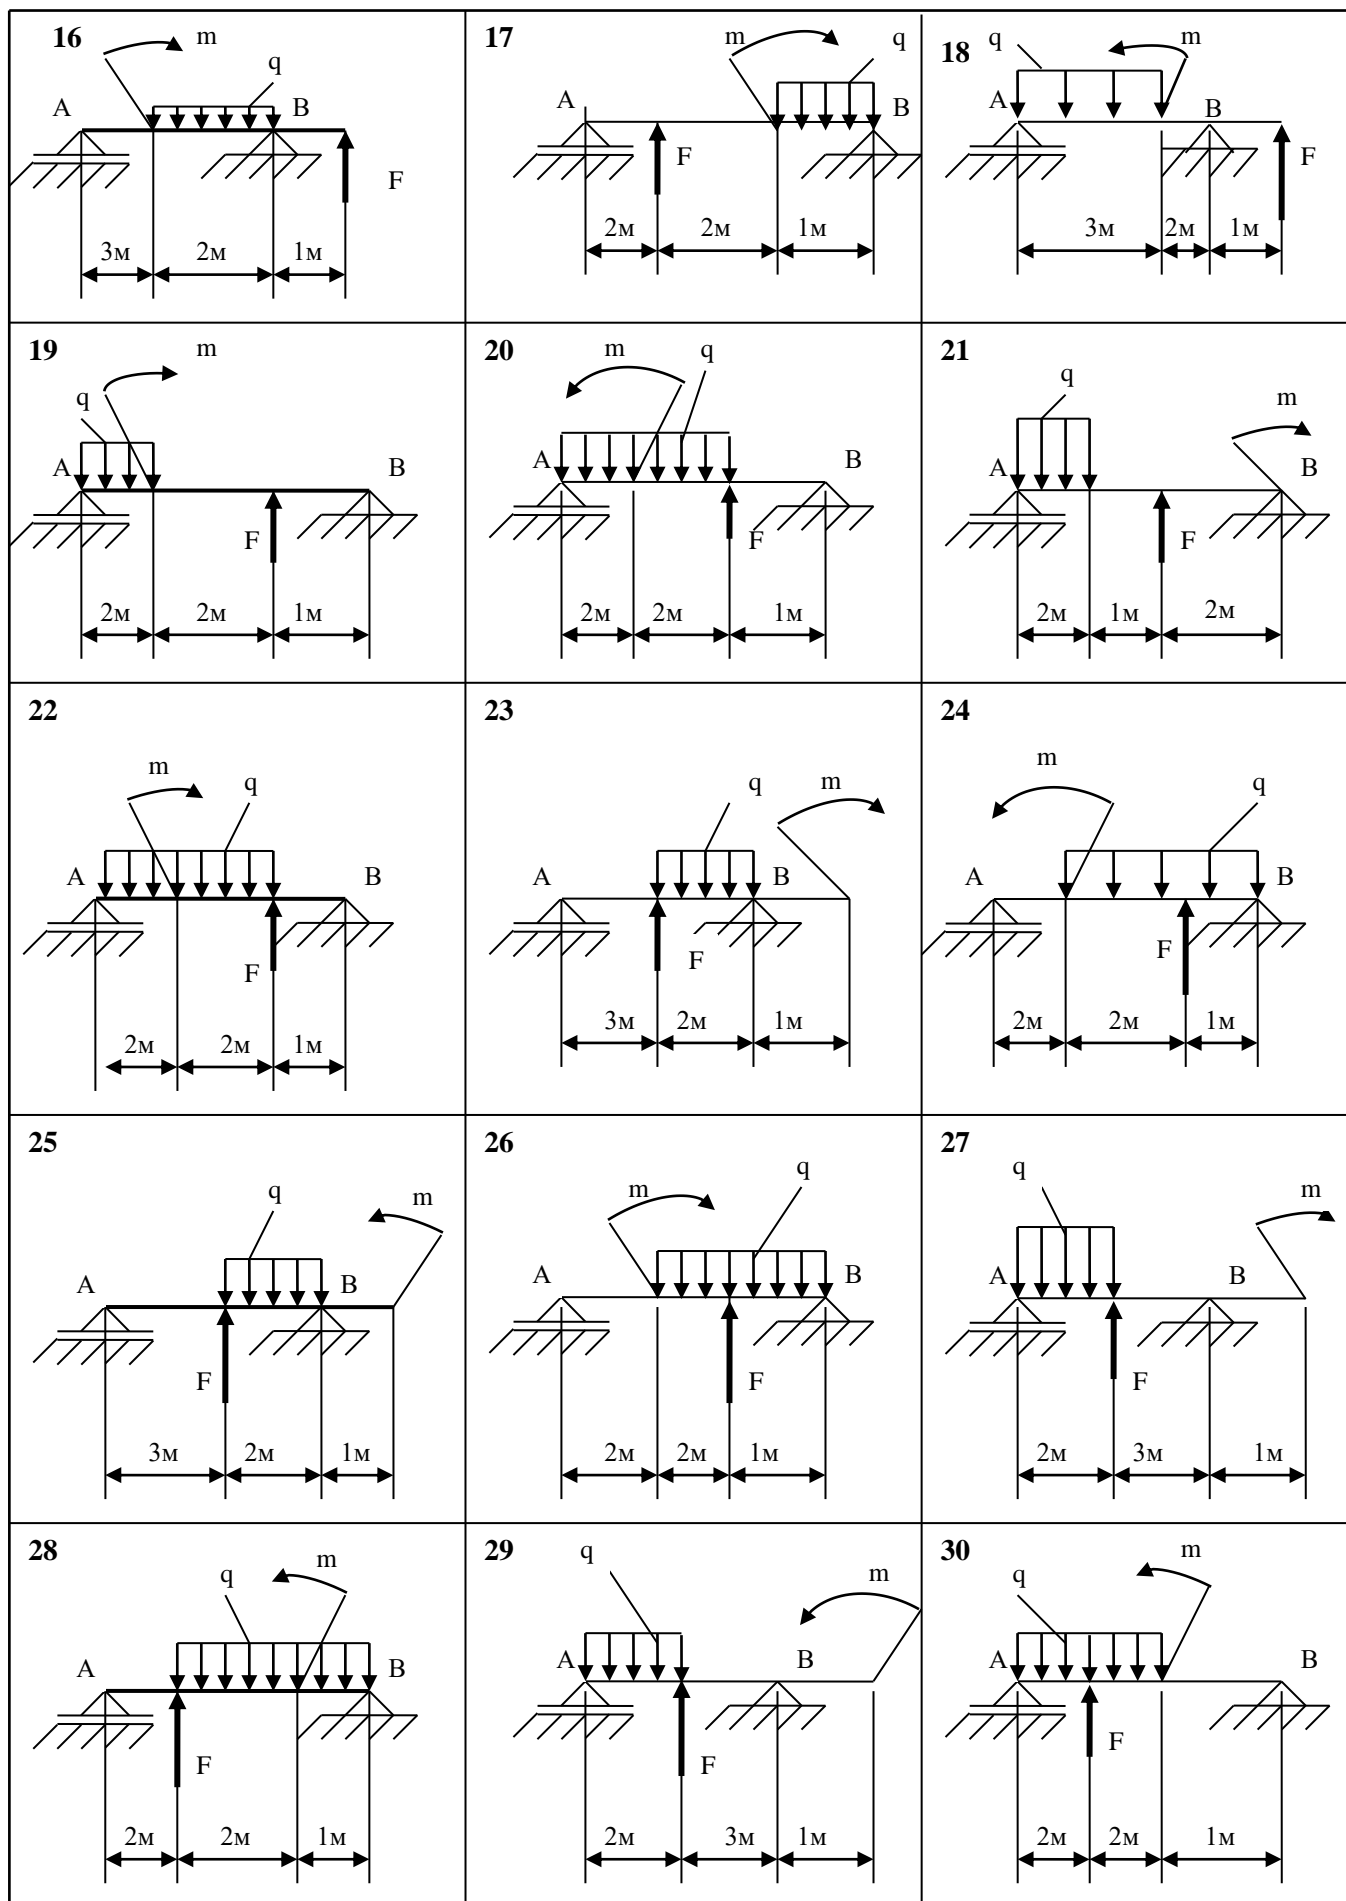 16 m q A B F 3м 2м 1м
17 m q A B F 2м 2м 1м
18 q m A B F 3м 2м 1м
19 m q A B F 2м 2м 1м
20 m q A B F 2м 2м 1м
21 q m A B F 2м 1м 2м
22 m q A B F 2м 2м 1м
23 q m A B F 3м 2м 1м
24 m q A B F 2м 2м 1м
25 q m A B F 3м 2м 1м
26 m q A B F 2м 2м 1м
27 q m A B F 2м 3м 1м
28 q m A B F 2м 2м 1м
29 q m A B F 2м 3м 1м
30 q m A B F 2м 2м 1м